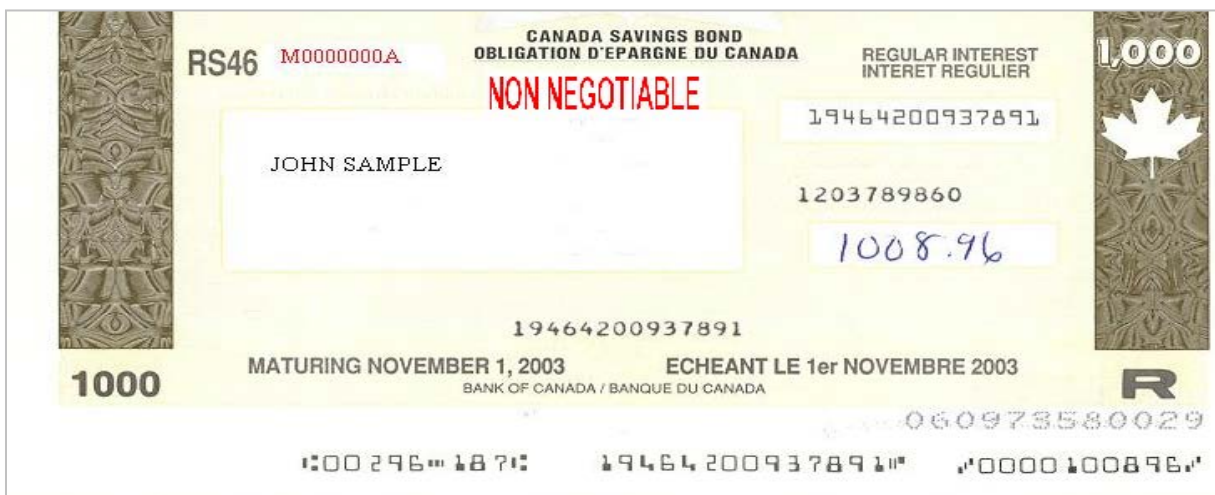 CANADA SAVINGS BOND
OBLIGATION D'EPARGNE DU CANADA
RS46 M0000000A
REGULAR INTEREST
INTERET REGULIER
1,000
NON NEGOTIABLE
19464200937891
JOHN SAMPLE
1203789860
1008.96
19464200937891
MATURING NOVEMBER 1, 2003 ECHEANT LE 1er NOVEMBRE 2003
1000 BANK OF CANADA / BANQUE DU CANADA R
060973580029
⑆00296⑉187⑆ 19464200937891⑈ ⑇0000100896⑇